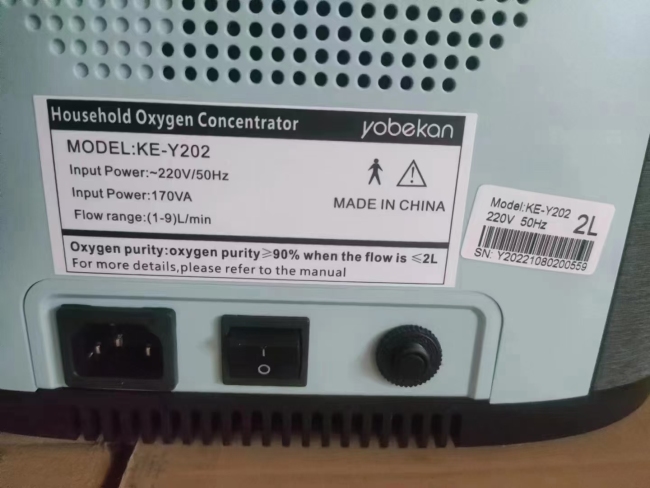 Household Oxygen Concentrator yobekan
MODEL:KE-Y202
Input Power:~220V/50Hz
Input Power:170VA
Flow range:(1-9)L/min
MADE IN CHINA
Oxygen purity:oxygen purity≥90% when the flow is ≤2L
For more details,please refer to the manual
Model:KE-Y202
220V 50Hz 2L
SN: Y20221080200559
I
O